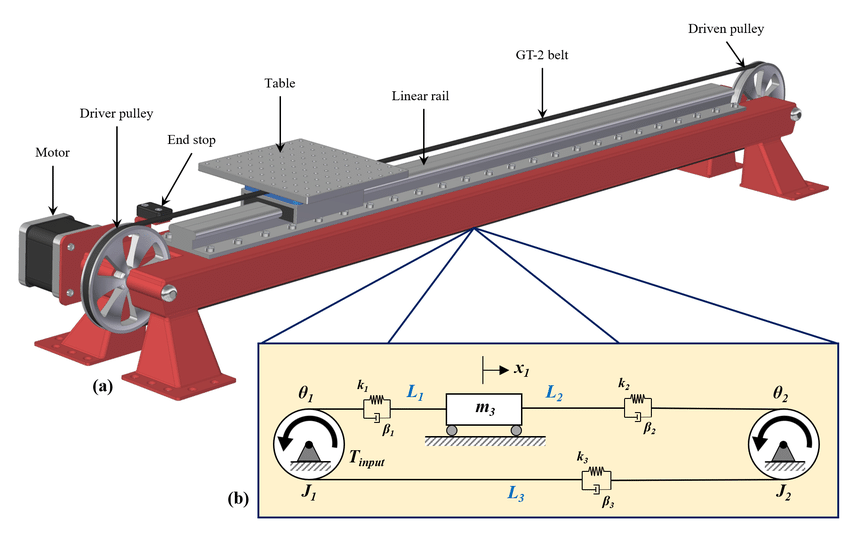 Driven pulley
GT-2 belt
Table
Linear rail
Driver pulley
End stop
Motor
(a)
x₁
θ₁
k₁
L₁
β₁
m₃
L₂
k₂
β₂
θ₂
T_input
J₁
L₃
k₃
β₃
J₂
(b)